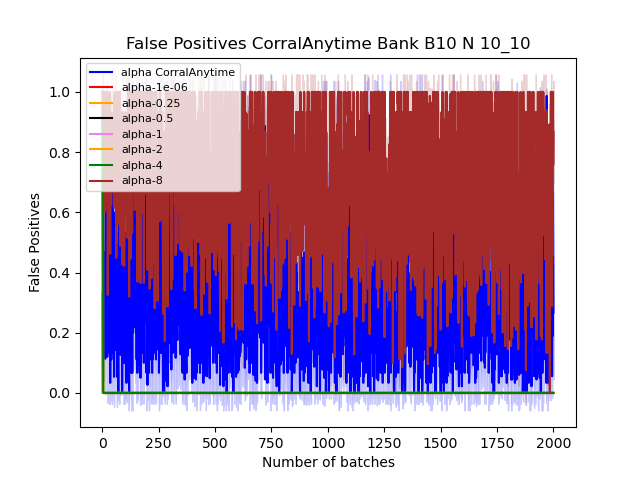 False Positives CorralAnytime Bank B10 N 10_10
alpha CorralAnytime
alpha-1e-06
alpha-0.25
alpha-0.5
alpha-1
alpha-2
alpha-4
alpha-8
1.0
0.8
0.6
0.4
0.2
0.0
False Positives
0 250 500 750 1000 1250 1500 1750 2000
Number of batches